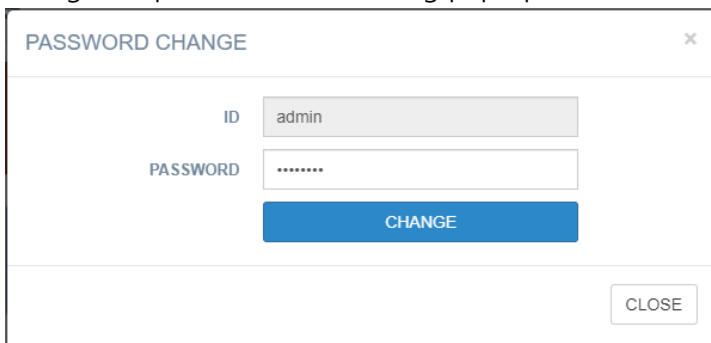 PASSWORD CHANGE ×
ID admin
PASSWORD ••••••••
CHANGE
CLOSE